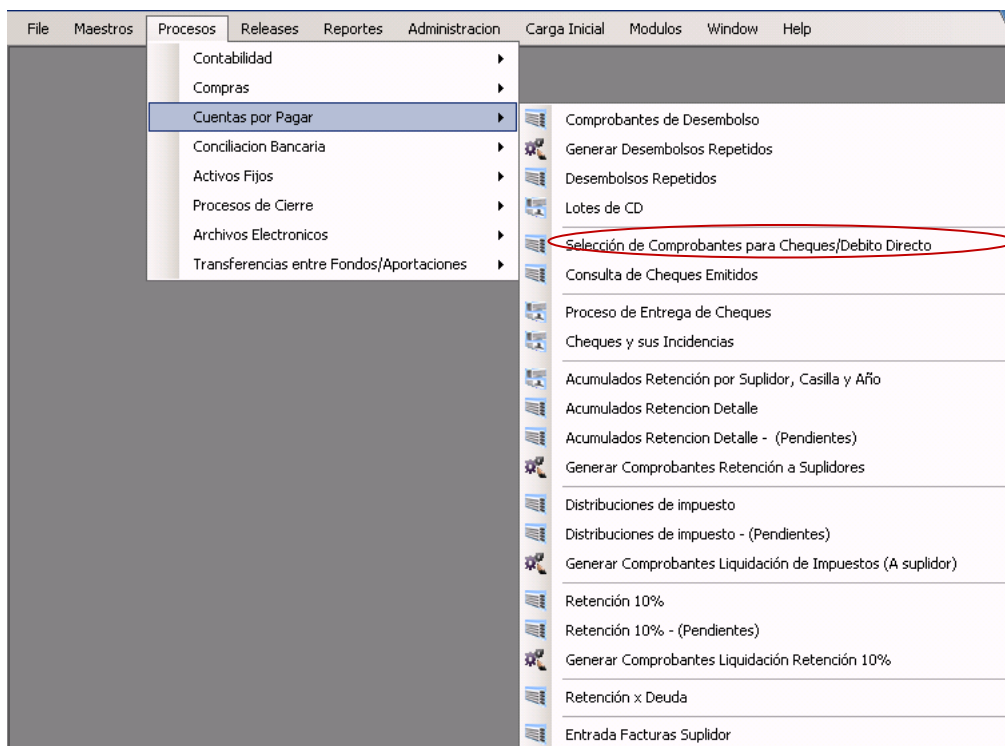 File Maestros Procesos Releases Reportes Administracion Carga Inicial Modulos Window Help
Contabilidad
Compras
Cuentas por Pagar
Conciliacion Bancaria
Activos Fijos
Procesos de Cierre
Archivos Electronicos
Transferencias entre Fondos/Aportaciones
Comprobantes de Desembolso
Generar Desembolsos Repetidos
Desembolsos Repetidos
Lotes de CD
Selección de Comprobantes para Cheques/Debito Directo
Consulta de Cheques Emitidos
Proceso de Entrega de Cheques
Cheques y sus Incidencias
Acumulados Retención por Suplidor, Casilla y Año
Acumulados Retencion Detalle
Acumulados Retencion Detalle - (Pendientes)
Generar Comprobantes Retención a Suplidores
Distribuciones de impuesto
Distribuciones de impuesto - (Pendientes)
Generar Comprobantes Liquidación de Impuestos (A suplidor)
Retención 10%
Retención 10% - (Pendientes)
Generar Comprobantes Liquidación Retención 10%
Retención x Deuda
Entrada Facturas Suplidor